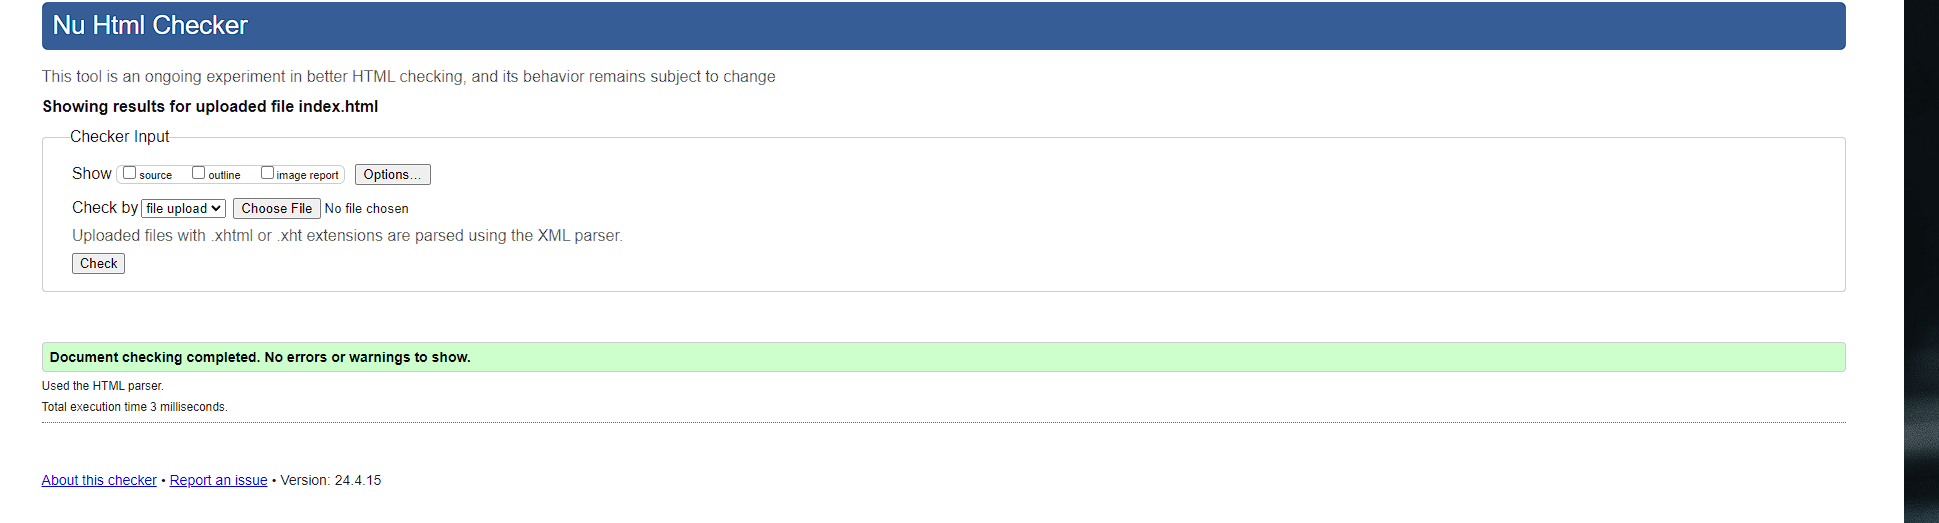 Nu Html Checker
This tool is an ongoing experiment in better HTML checking, and its behavior remains subject to change
Showing results for uploaded file index.html
Checker Input
Show source outline image report Options...
Check by file upload Choose File No file chosen
Uploaded files with .xhtml or .xht extensions are parsed using the XML parser.
Check
Document checking completed. No errors or warnings to show.
Used the HTML parser.
Total execution time 3 milliseconds.
About this checker • Report an issue • Version: 24.4.15